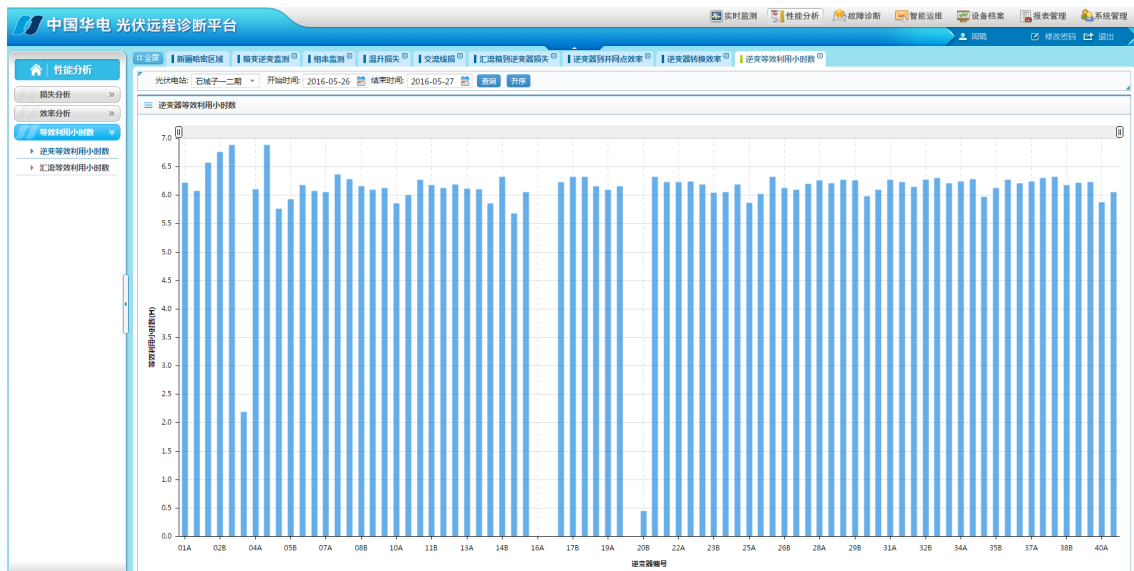 中国华电 光伏远程诊断平台
实时监测 性能分析 故障诊断 智能运维 设备档案 报表管理 系统管理
修改密码 退出
性能分析
损失分析
效率分析
等效利用小时数
逆变等效利用小时数
汇流等效利用小时数
全屏 新疆哈密区域 箱变逆变监测 组串监测 温升损失 交流线损 汇流箱到逆变器损失 逆变器到并网点效率 逆变器转换效率 逆变等效利用小时数
光伏电站: 石城子一二期 开始时间: 2016-05-26 结束时间: 2016-05-27 查询 升序
逆变器等效利用小时数
7.0
6.5
6.0
5.5
5.0
4.5
4.0
3.5
3.0
2.5
2.0
1.5
1.0
0.5
0.0
等效利用小时数(H)
01A 02B 04A 05B 07A 08B 10A 11B 13A 14B 16A 17B 19A 20B 22A 23B 25A 26B 28A 29B 31A 32B 34A 35B 37A 38B 40A
逆变器编号